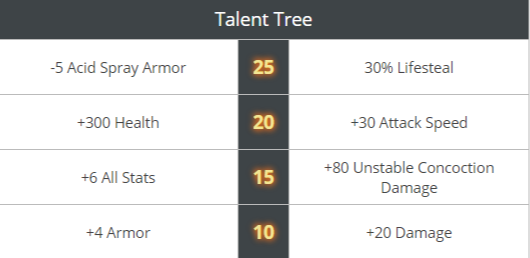 Talent Tree
-5 Acid Spray Armor 25 30% Lifesteal
+300 Health 20 +30 Attack Speed
+6 All Stats 15 +80 Unstable Concoction
Damage
+4 Armor 10 +20 Damage